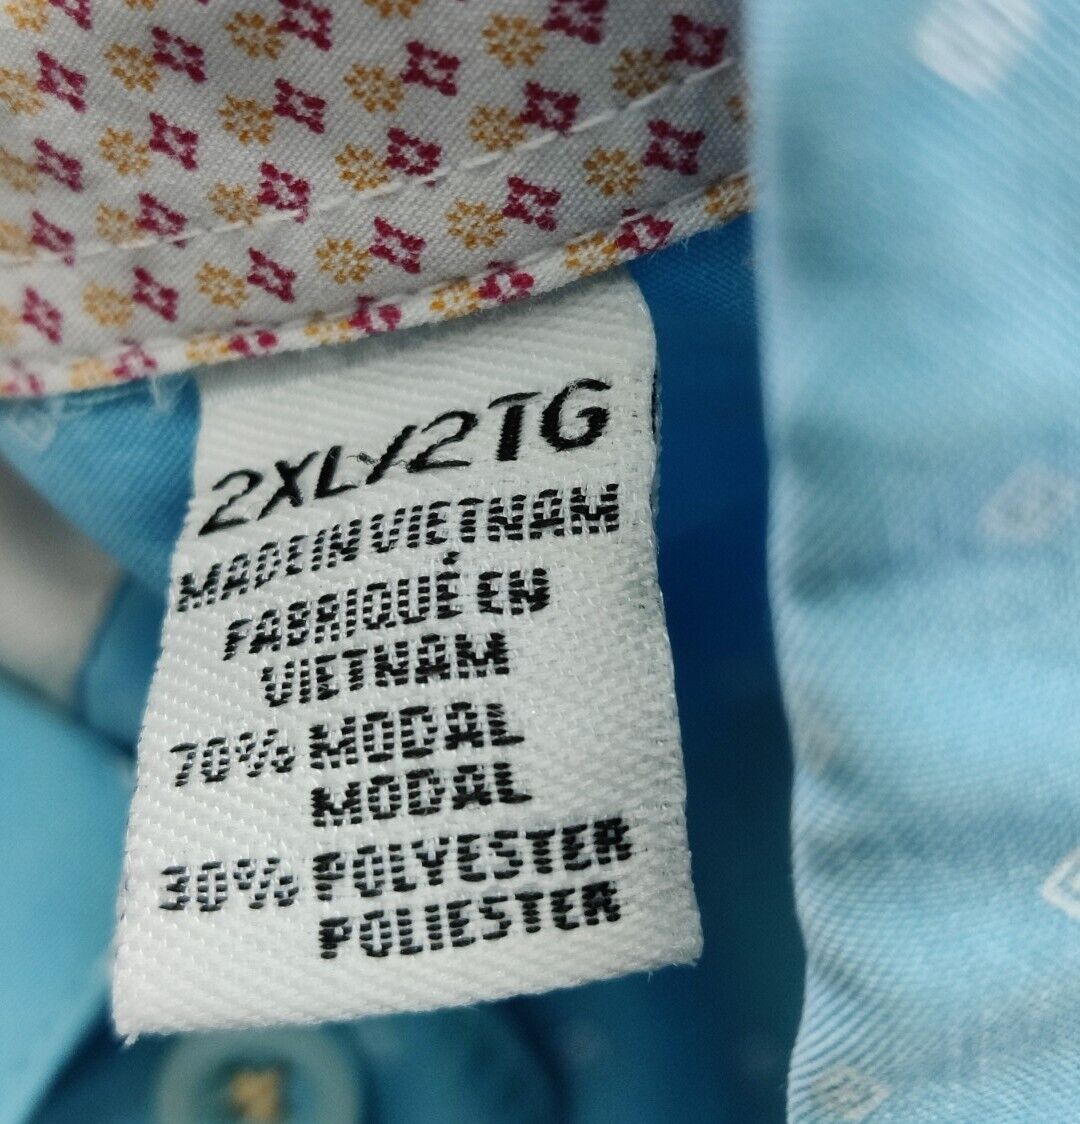 2XL/2TG
MADE IN VIETNAM
FABRIQUÉ EN
VIETNAM
70% MODAL
MODAL
30% POLYESTER
POLIESTER